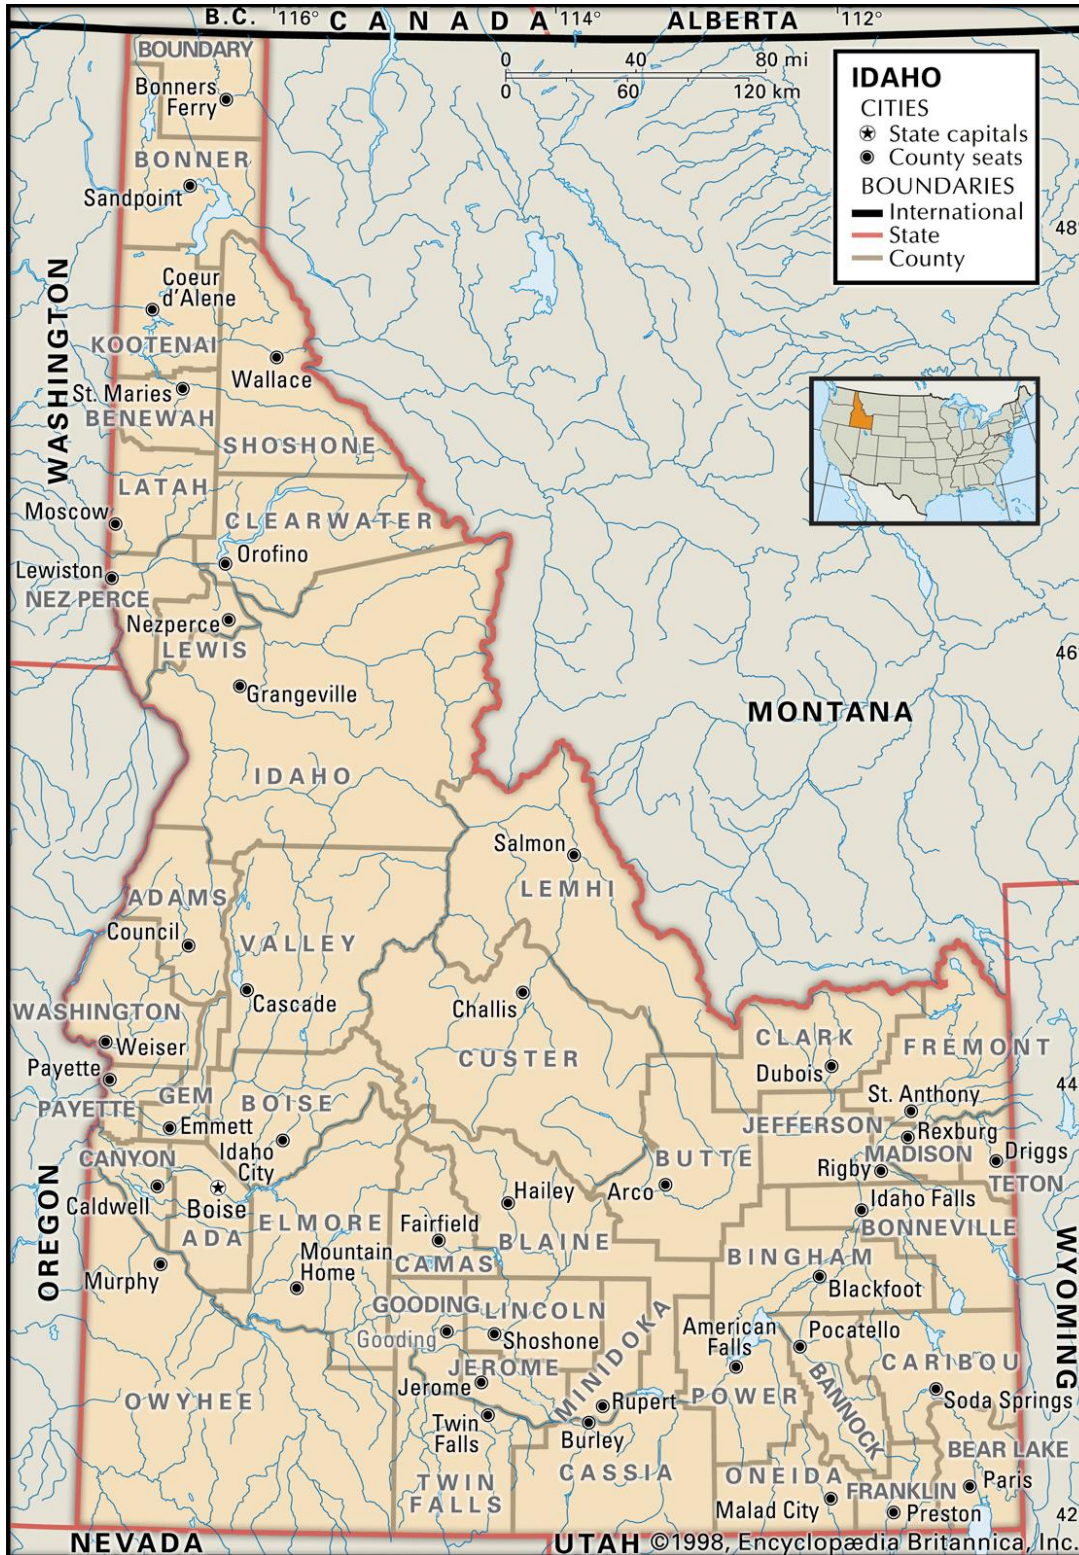 B.C.
116°
CANADA
114°
ALBERTA
112°
BOUNDARY
Bonners
Ferry
0 40 80 mi
0 60 120 km
IDAHO
CITIES
State capitals
County seats
BOUNDARIES
International
State
County
48°
BONNER
Sandpoint
WASHINGTON
Coeur
d'Alene
KOOTENAI
Wallace
St. Maries
BENEWAH
SHOSHONE
LATAH
Moscow
CLEARWATER
Orofino
Lewiston
NEZ PERCE
Nezperce
LEWIS
46°
Grangeville
MONTANA
IDAHO
Salmon
LEMHI
ADAMS
Council
VALLEY
Cascade
Challis
WASHINGTON
Weiser
CUSTER
CLARK
Dubois
FREMONT
Payette
44°
PAYETTE
GEM
Emmett
BOISE
Idaho
City
St. Anthony
JEFFERSON
Rexburg
MADISON
Rigby
Driggs
TETON
CANYON
Caldwell
Boise
ADA
OREGON
Murphy
ELMORE
Mountain
Home
Fairfield
CAMAS
Hailey
BLAINE
BUTTE
Arco
Idaho Falls
BONNEVILLE
BINGHAM
Blackfoot
WYOMING
GOODING
Gooding
LINCOLN
Shoshone
JEROME
Jerome
MINIDOKA
Rupert
Burley
American
Falls
POWER
Pocatello
BANNOCK
CARIBOU
Soda Springs
OWYHEE
Twin
Falls
TWIN
FALLS
CASSIA
ONEIDA
Malad City
FRANKLIN
Preston
BEAR LAKE
Paris
42°
NEVADA
UTAH
©1998, Encyclopædia Britannica, Inc.